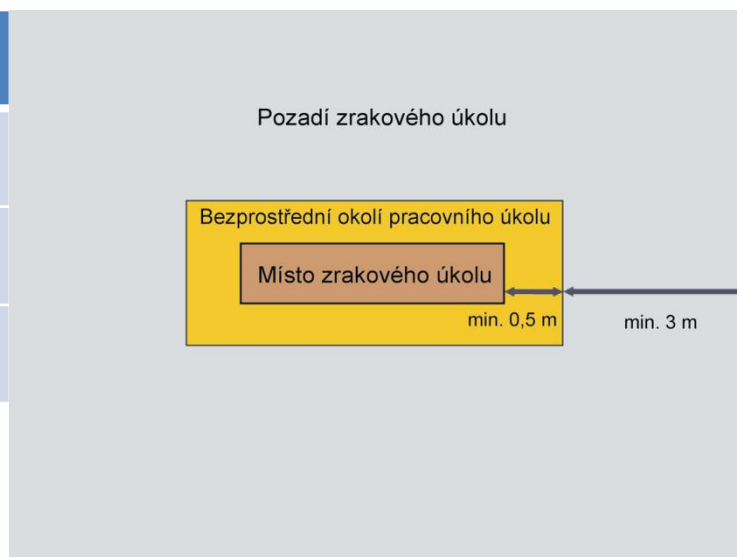 Pozadí zrakového úkolu
Bezprostřední okolí pracovního úkolu
Místo zrakového úkolu
min. 0,5 m
min. 3 m